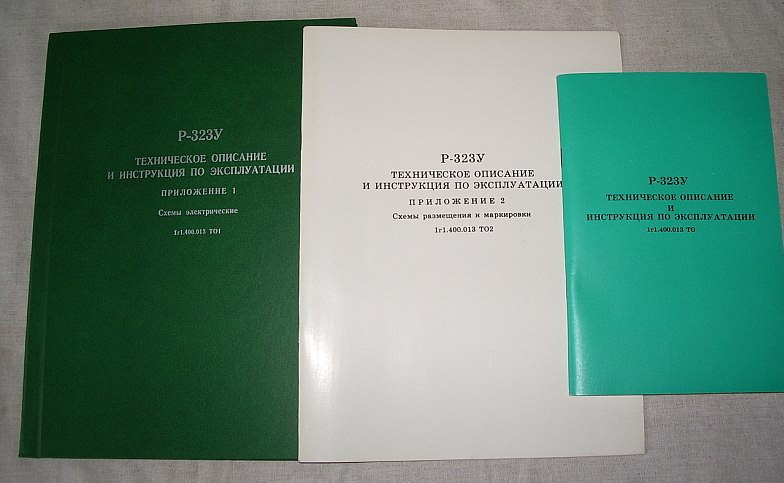 Р-323У
ТЕХНИЧЕСКОЕ ОПИСАНИЕ
И ИНСТРУКЦИЯ ПО ЭКСПЛУАТАЦИИ
ПРИЛОЖЕНИЕ 1
Схемы электрические
1г1.400.013 ТО1
Р-323У
ТЕХНИЧЕСКОЕ ОПИСАНИЕ
И ИНСТРУКЦИЯ ПО ЭКСПЛУАТАЦИИ
ПРИЛОЖЕНИЕ 2
Схемы размещения и маркировки
1г1.400.013 ТО2
Р-323У
ТЕХНИЧЕСКОЕ ОПИСАНИЕ
И
ИНСТРУКЦИЯ ПО ЭКСПЛУАТАЦИИ
1г1.400.013 ТО